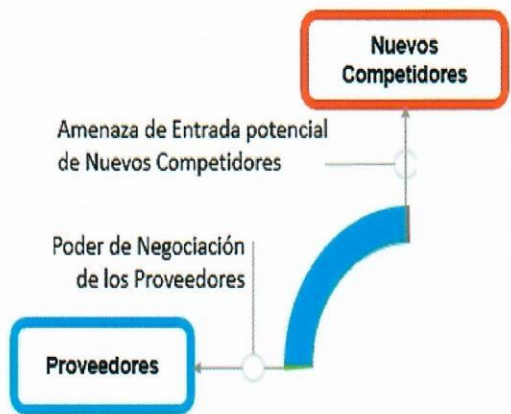 Nuevos
Competidores
Amenaza de Entrada potencial
de Nuevos Competidores
Poder de Negociación
de los Proveedores
Proveedores